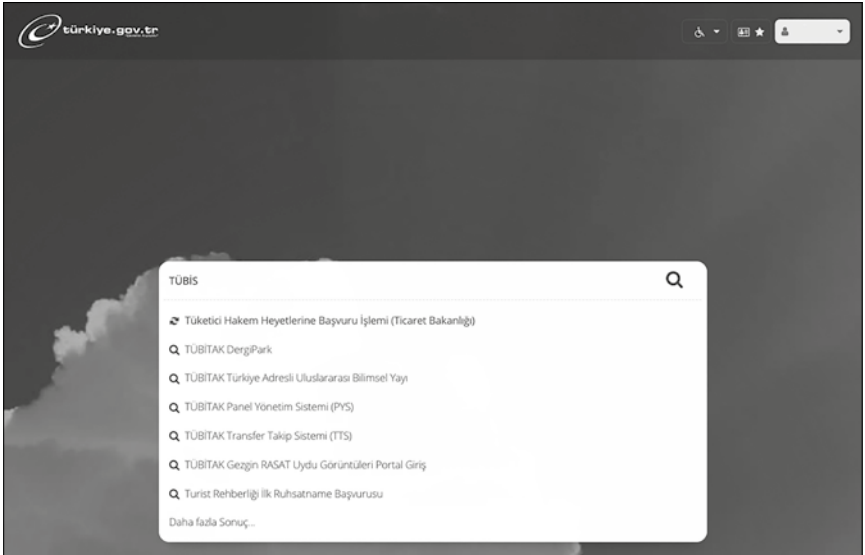 türkiye.gov.tr
TÜBİS
Tüketici Hakem Heyetlerine Başvuru İşlemi (Ticaret Bakanlığı)
TÜBİTAK DergiPark
TÜBİTAK Türkiye Adresli Uluslararası Bilimsel Yayı
TÜBİTAK Panel Yönetim Sistemi (PYS)
TÜBİTAK Transfer Takip Sistemi (TTS)
TÜBİTAK Gezgin RASAT Uydu Görüntüleri Portal Giriş
Turist Rehberliği İlk Ruhsatname Başvurusu
Daha fazla Sonuç...